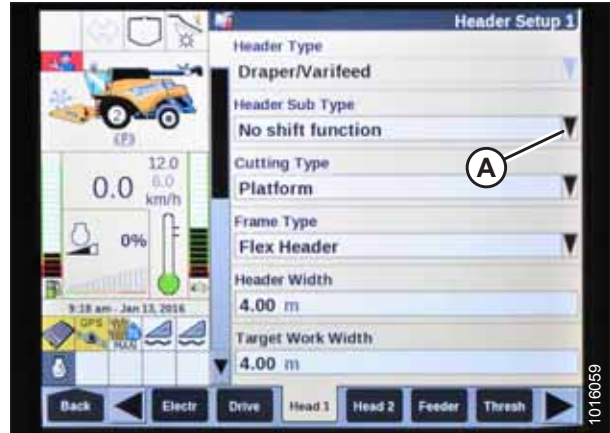 Header Setup 1
Header Type
Draper/Varifeed
Header Sub Type
No shift function
A
Cutting Type
Platform
Frame Type
Flex Header
Header Width
4.00 m
Target Work Width
4.00 m
2
(F)
12.0
0.0
6.0
km/h
0%
9:18 am - Jan 13, 2016
GPS
MAN
Back
Electr
Drive
Head 1
Head 2
Feeder
Thresh
1016059